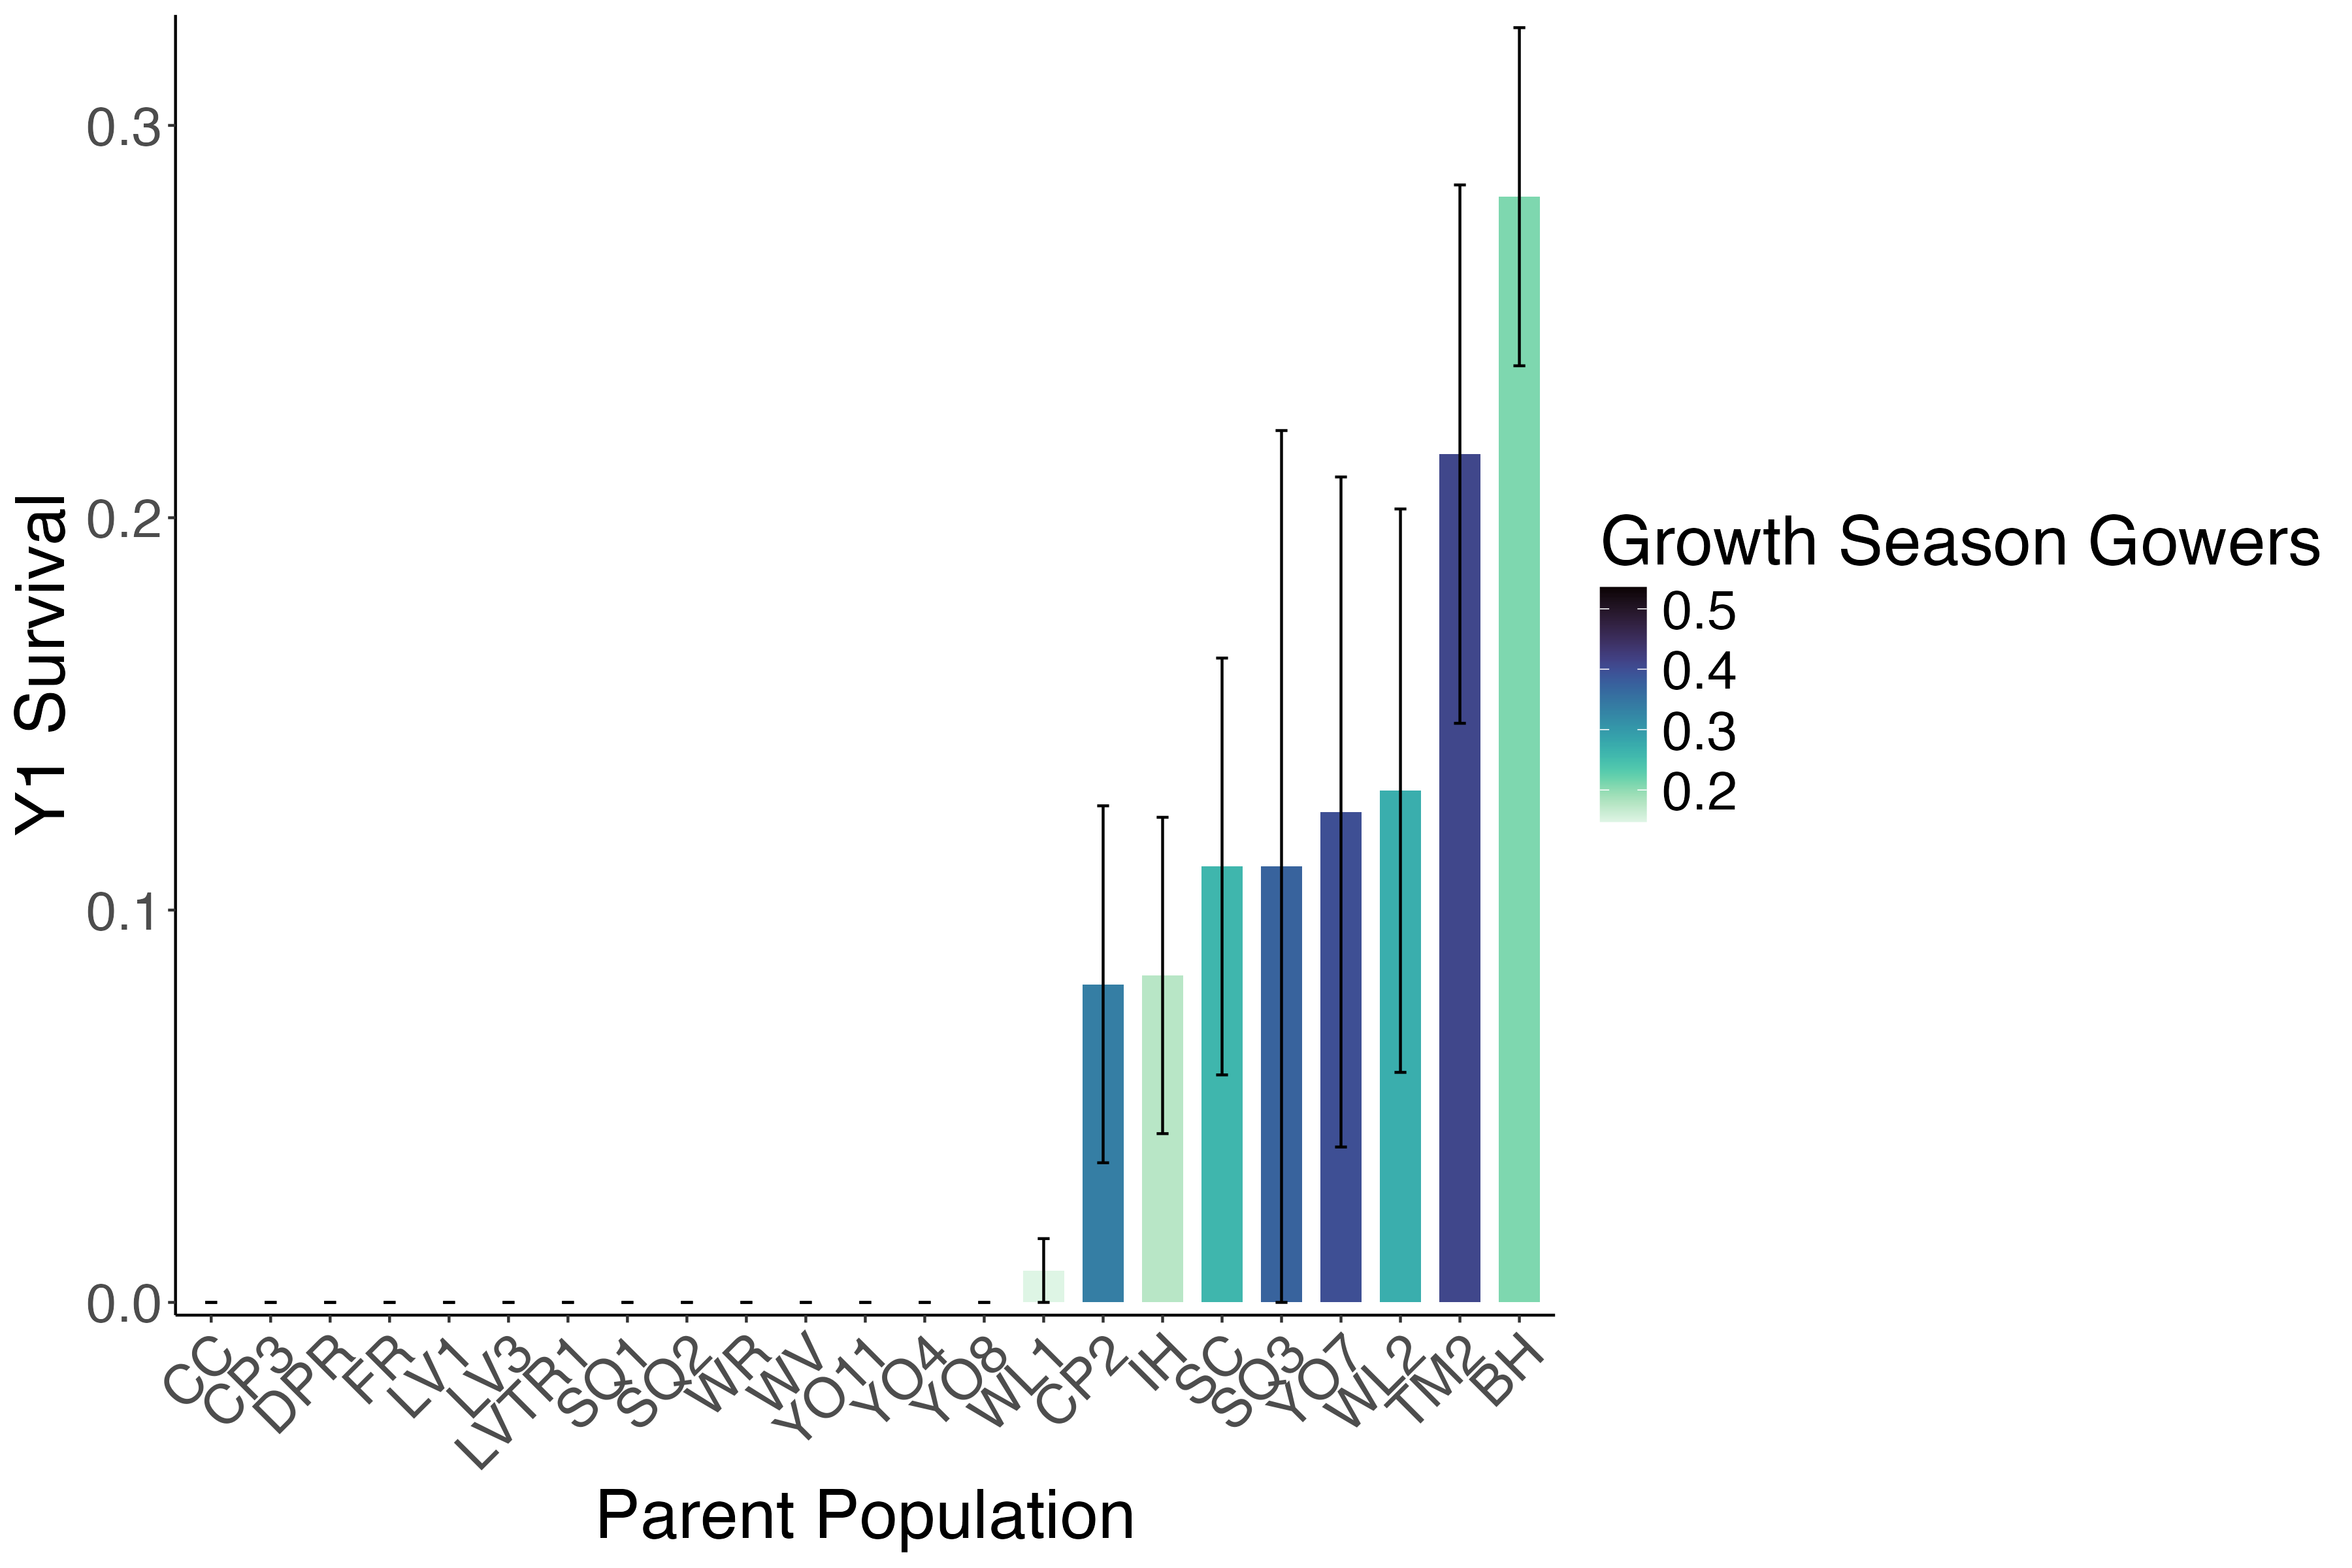 Y1 Survival
0.3
0.2
0.1
0.0
CC
CP3
DPR
FR
LV1
LV3
LVTR1
SQ1
SQ2
WR
WV
YO11
YO4
YO8
WL1
CP2
IH
SC
SQ3
YO7
WL2
TM2
BH
Parent Population
Growth Season Gowers
0.5
0.4
0.3
0.2